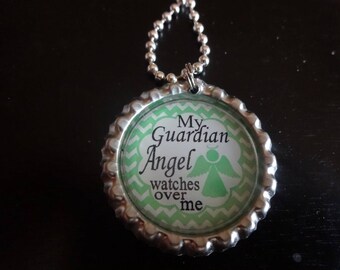 My
Guardian
Angel
watches
over
me